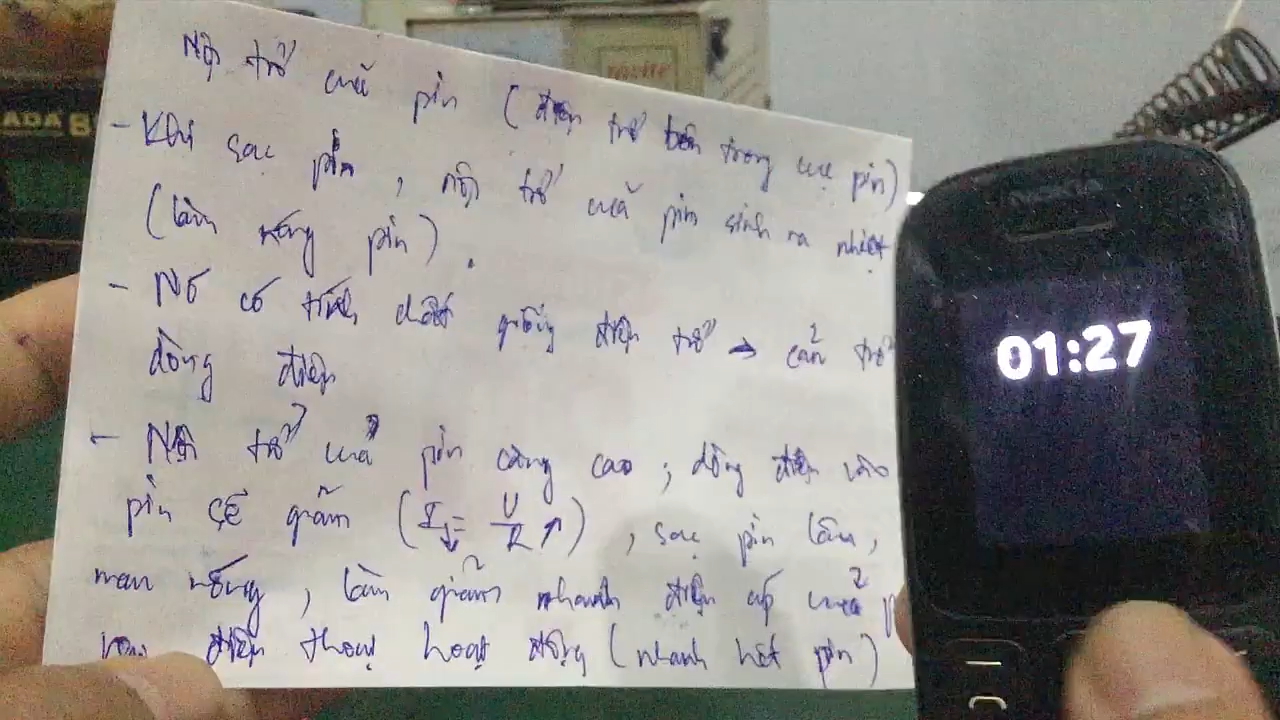 Nội trở của pin (điện trở bên trong cục pin)
- Khi sạc pin, nội trở của pin sinh ra nhiệt
(làm nóng pin).
- Nó có tính chất giống điện trở → cản trở
dòng điện
- Nội trở của pin càng cao, dòng điện vào
pin sẽ giảm (I↓ = U/R↑), sạc pin lâu,
mau nóng, làm giảm nhanh điện áp của
khi điện thoại hoạt động (nhanh hết pin)
01:27